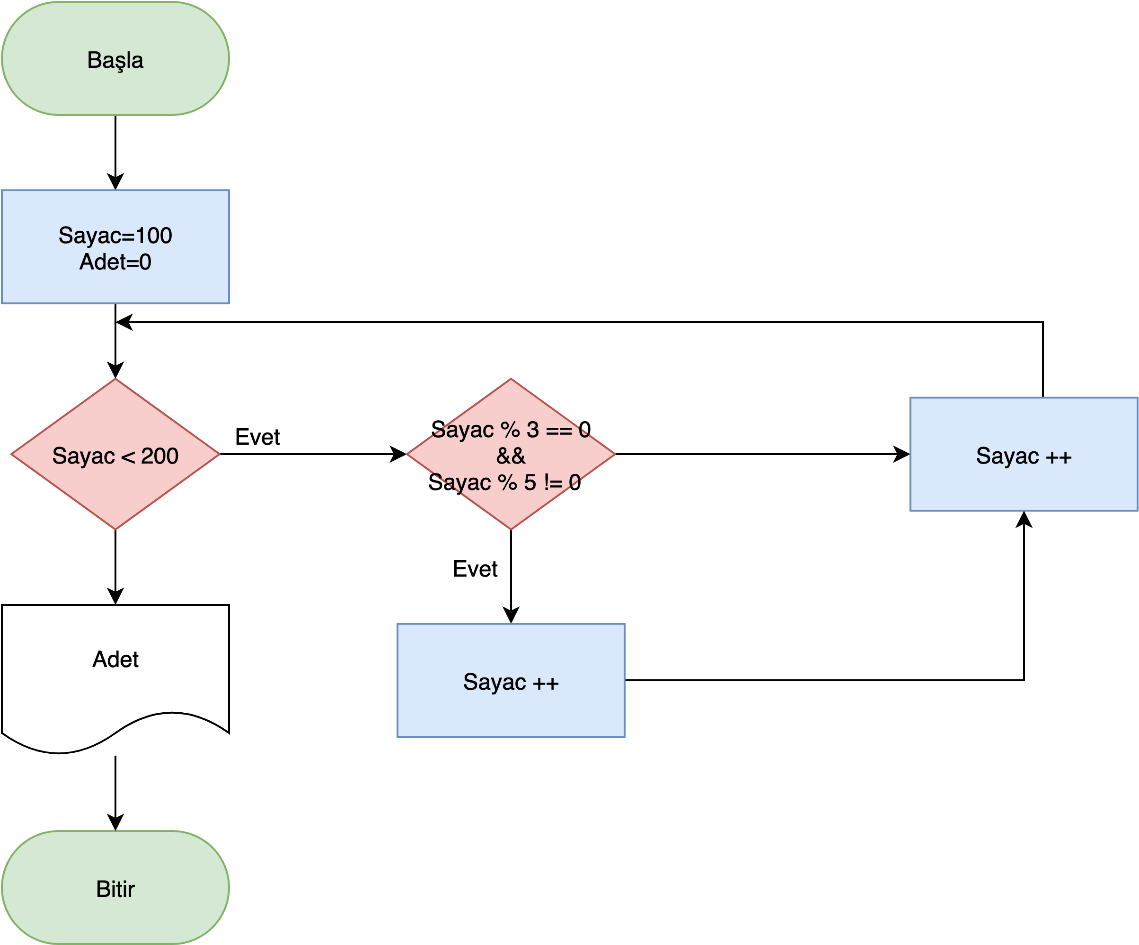 Başla
Sayac=100
Adet=0
Sayac < 200
Evet
Sayac % 3 == 0
&&
Sayac % 5 != 0
Sayac ++
Evet
Sayac ++
Adet
Bitir